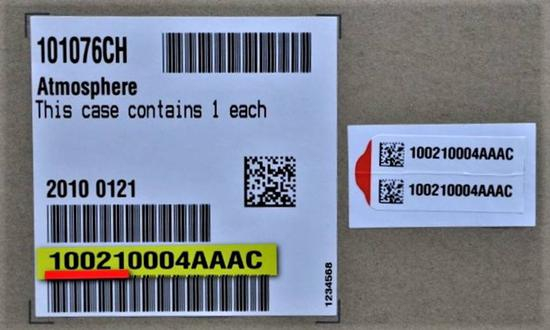 101076CH
Atmosphere
This case contains 1 each
2010 0121
100210004AAAC
1234568
100210004AAAC
100210004AAAC